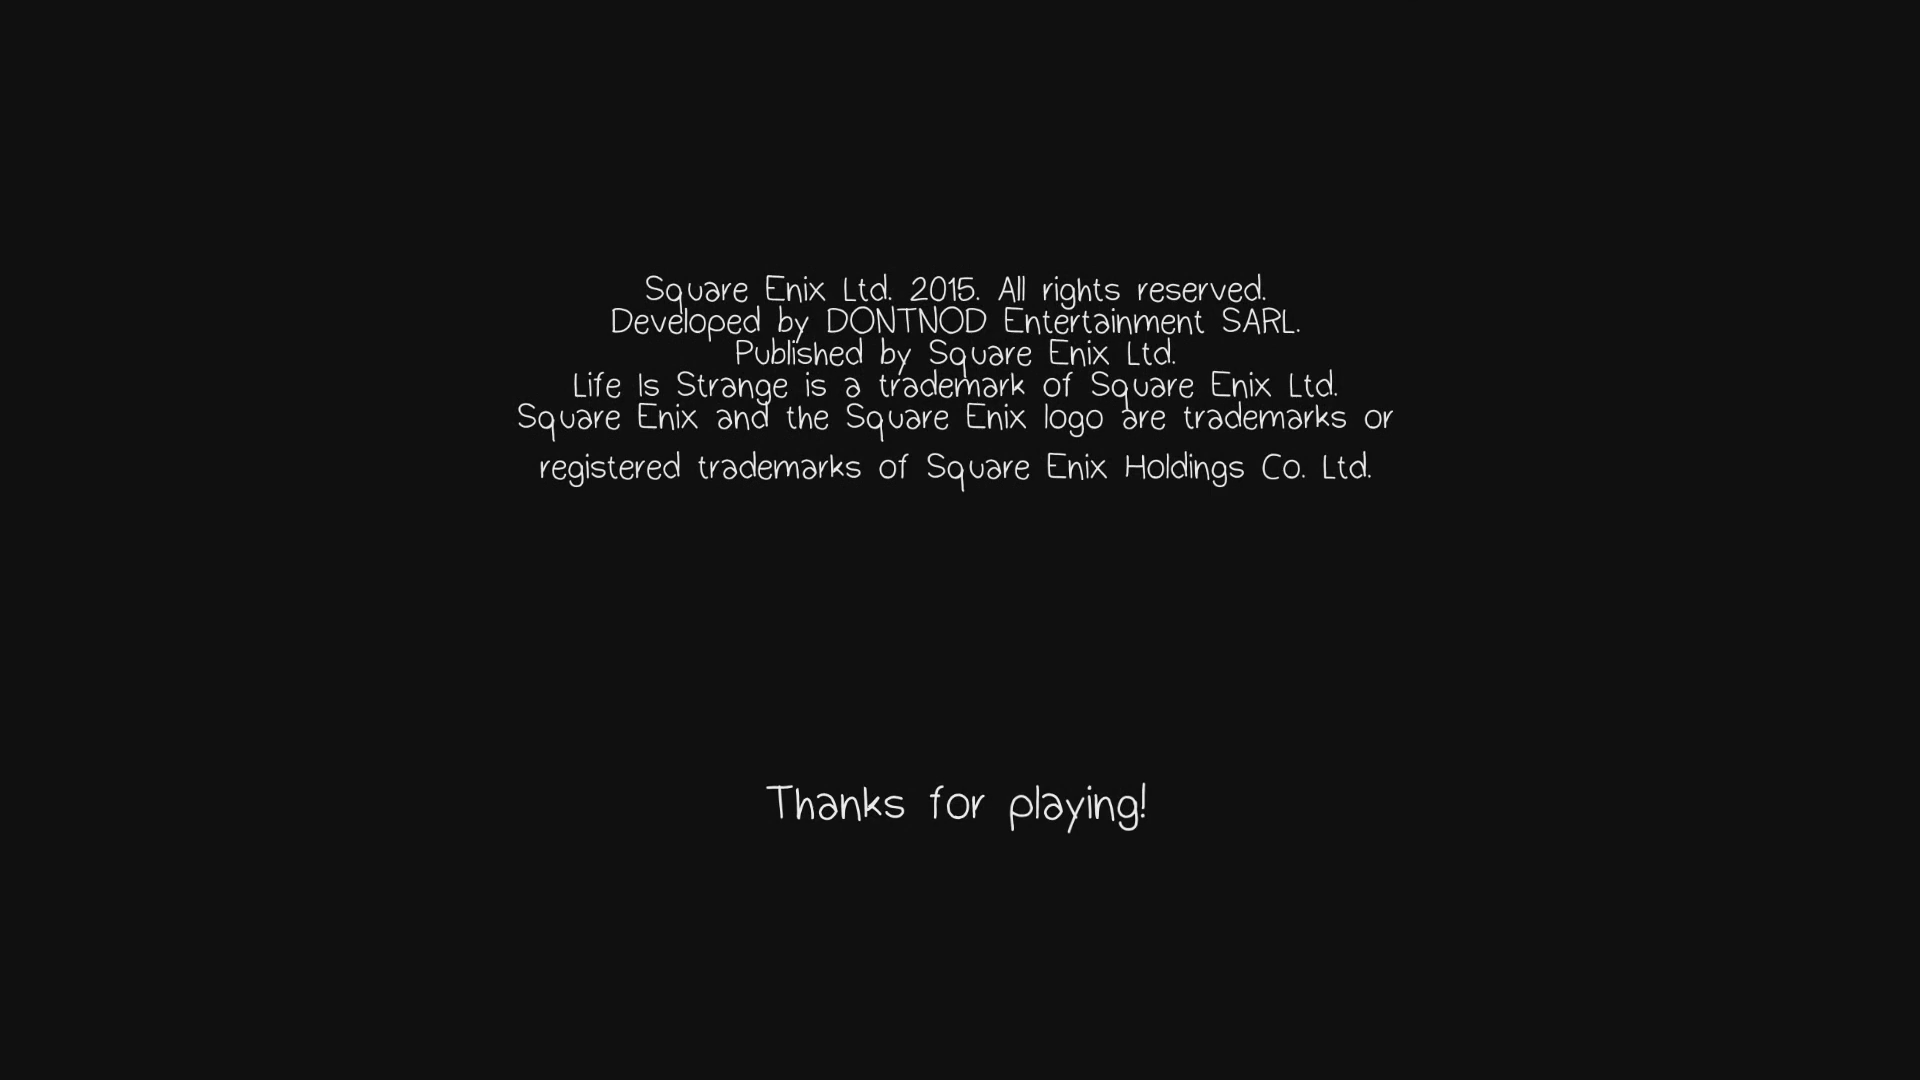 Square Enix Ltd. 2015. All rights reserved.
Developed by DONTNOD Entertainment SARL.
Published by Square Enix Ltd.
Life Is Strange is a trademark of Square Enix Ltd.
Square Enix and the Square Enix logo are trademarks or
registered trademarks of Square Enix Holdings Co. Ltd.
Thanks for playing!